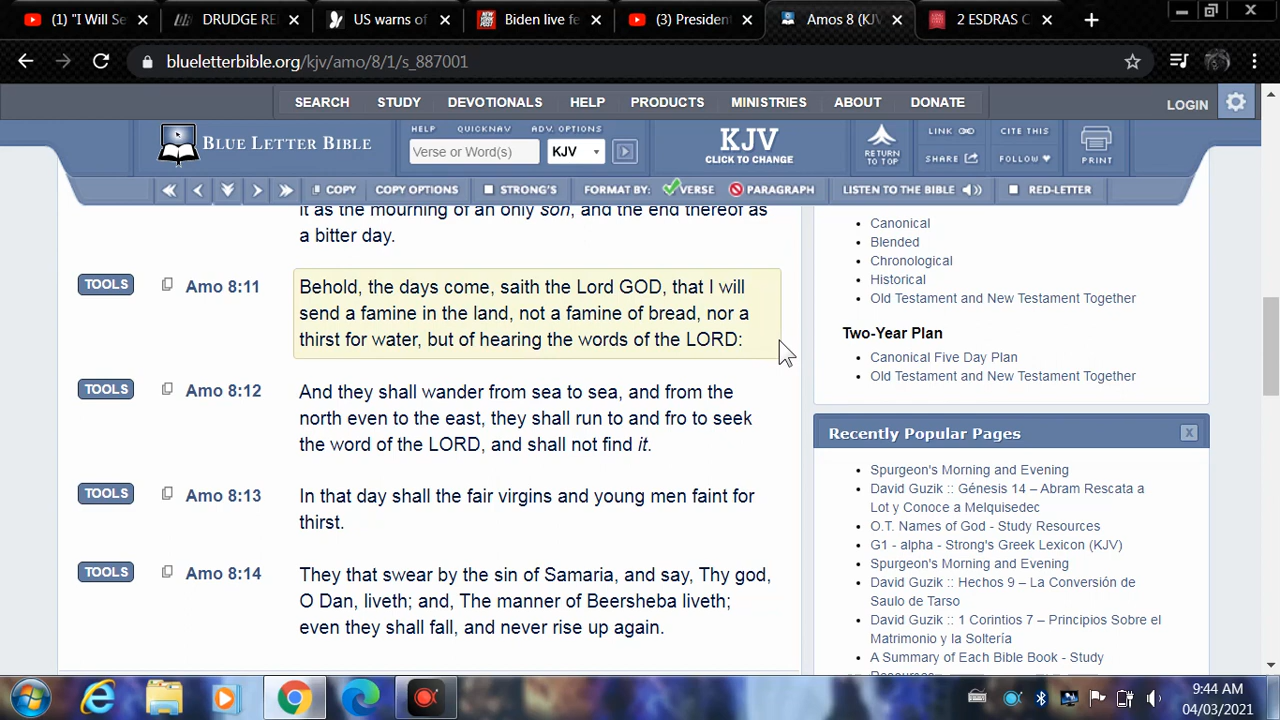 (1) "I Will Se
DRUDGE RE
US warns of
Biden live fe
(3) Presiden
Amos 8 (KJV
2 ESDRAS C
blueletterbible.org/kjv/amo/8/1/s_887001
SEARCH STUDY DEVOTIONALS HELP PRODUCTS MINISTRIES ABOUT DONATE LOGIN
BLUE LETTER BIBLE
HELP QUICKNAV ADV. OPTIONS
Verse or Word(s) KJV
KJV
CLICK TO CHANGE
RETURN
TO TOP
LINK CITE THIS
SHARE FOLLOW
PRINT
COPY COPY OPTIONS STRONG'S FORMAT BY: VERSE PARAGRAPH LISTEN TO THE BIBLE RED-LETTER
it as the mourning of an only son, and the end thereof as
a bitter day.
TOOLS Amo 8:11
Behold, the days come, saith the Lord GOD, that I will
send a famine in the land, not a famine of bread, nor a
thirst for water, but of hearing the words of the LORD:
TOOLS Amo 8:12
And they shall wander from sea to sea, and from the
north even to the east, they shall run to and fro to seek
the word of the LORD, and shall not find it.
TOOLS Amo 8:13
In that day shall the fair virgins and young men faint for
thirst.
TOOLS Amo 8:14
They that swear by the sin of Samaria, and say, Thy god,
O Dan, liveth; and, The manner of Beersheba liveth;
even they shall fall, and never rise up again.
Canonical
Blended
Chronological
Historical
Old Testament and New Testament Together
Two-Year Plan
Canonical Five Day Plan
Old Testament and New Testament Together
Recently Popular Pages
Spurgeon's Morning and Evening
David Guzik :: Génesis 14 – Abram Rescata a
Lot y Conoce a Melquisedec
O.T. Names of God - Study Resources
G1 - alpha - Strong's Greek Lexicon (KJV)
Spurgeon's Morning and Evening
David Guzik :: Hechos 9 – La Conversión de
Saulo de Tarso
David Guzik :: 1 Corintios 7 – Principios Sobre el
Matrimonio y la Soltería
A Summary of Each Bible Book - Study
9:44 AM
04/03/2021